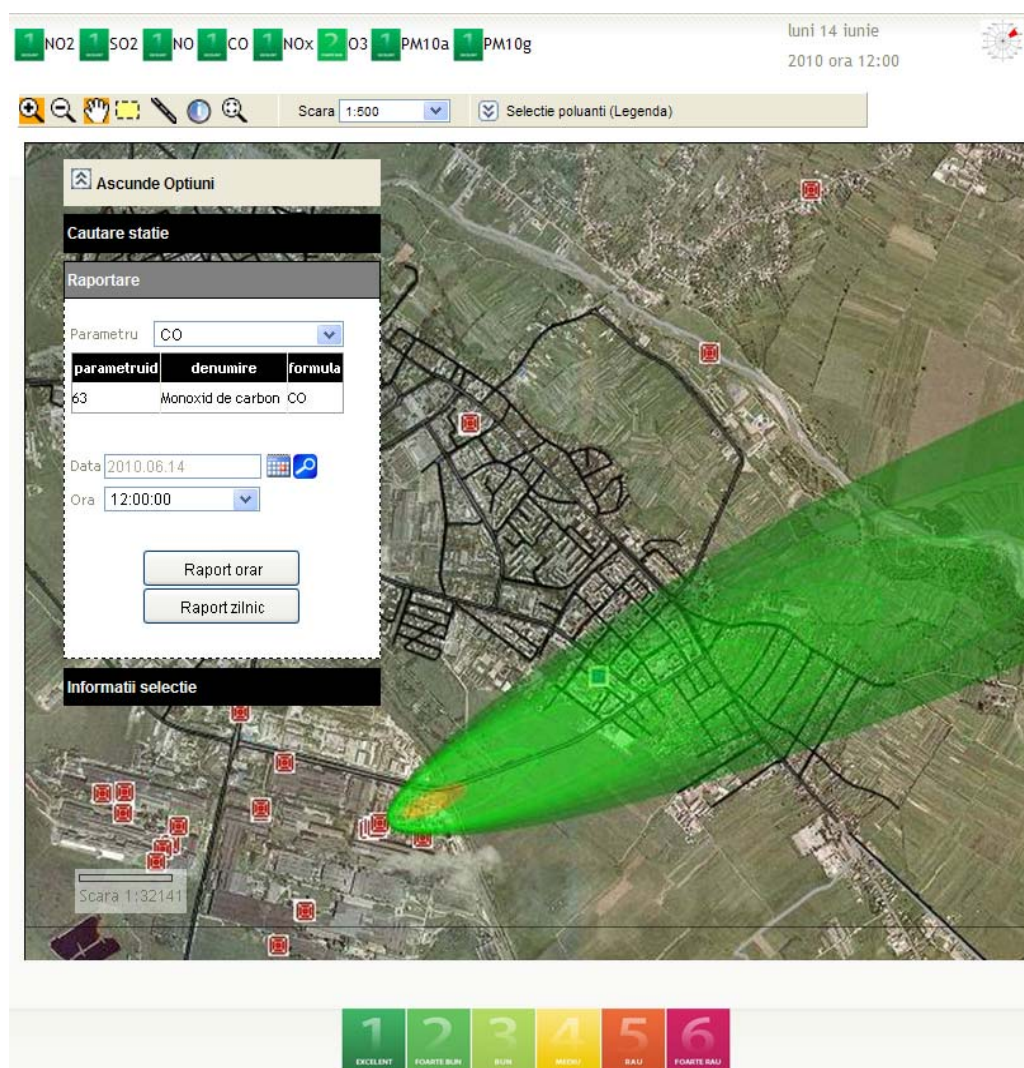 1 NO2 1 SO2 1 NO 1 CO 1 NOx 2 O3 1 PM10a 1 PM10g
luni 14 iunie
2010 ora 12:00
Scara 1:500 Selectie poluanti (Legenda)
Ascunde Optiuni
Cautare statie
Raportare
Parametru CO
parametruid denumire formula
63 Monoxid de carbon CO
Data 2010.06.14
Ora 12:00:00
Raport orar
Raport zilnic
Informatii selectie
Scara 1:32141
1 2 3 4 5 6
EXCELENT FOARTE BUN BUN MEDIU RAU FOARTE RAU